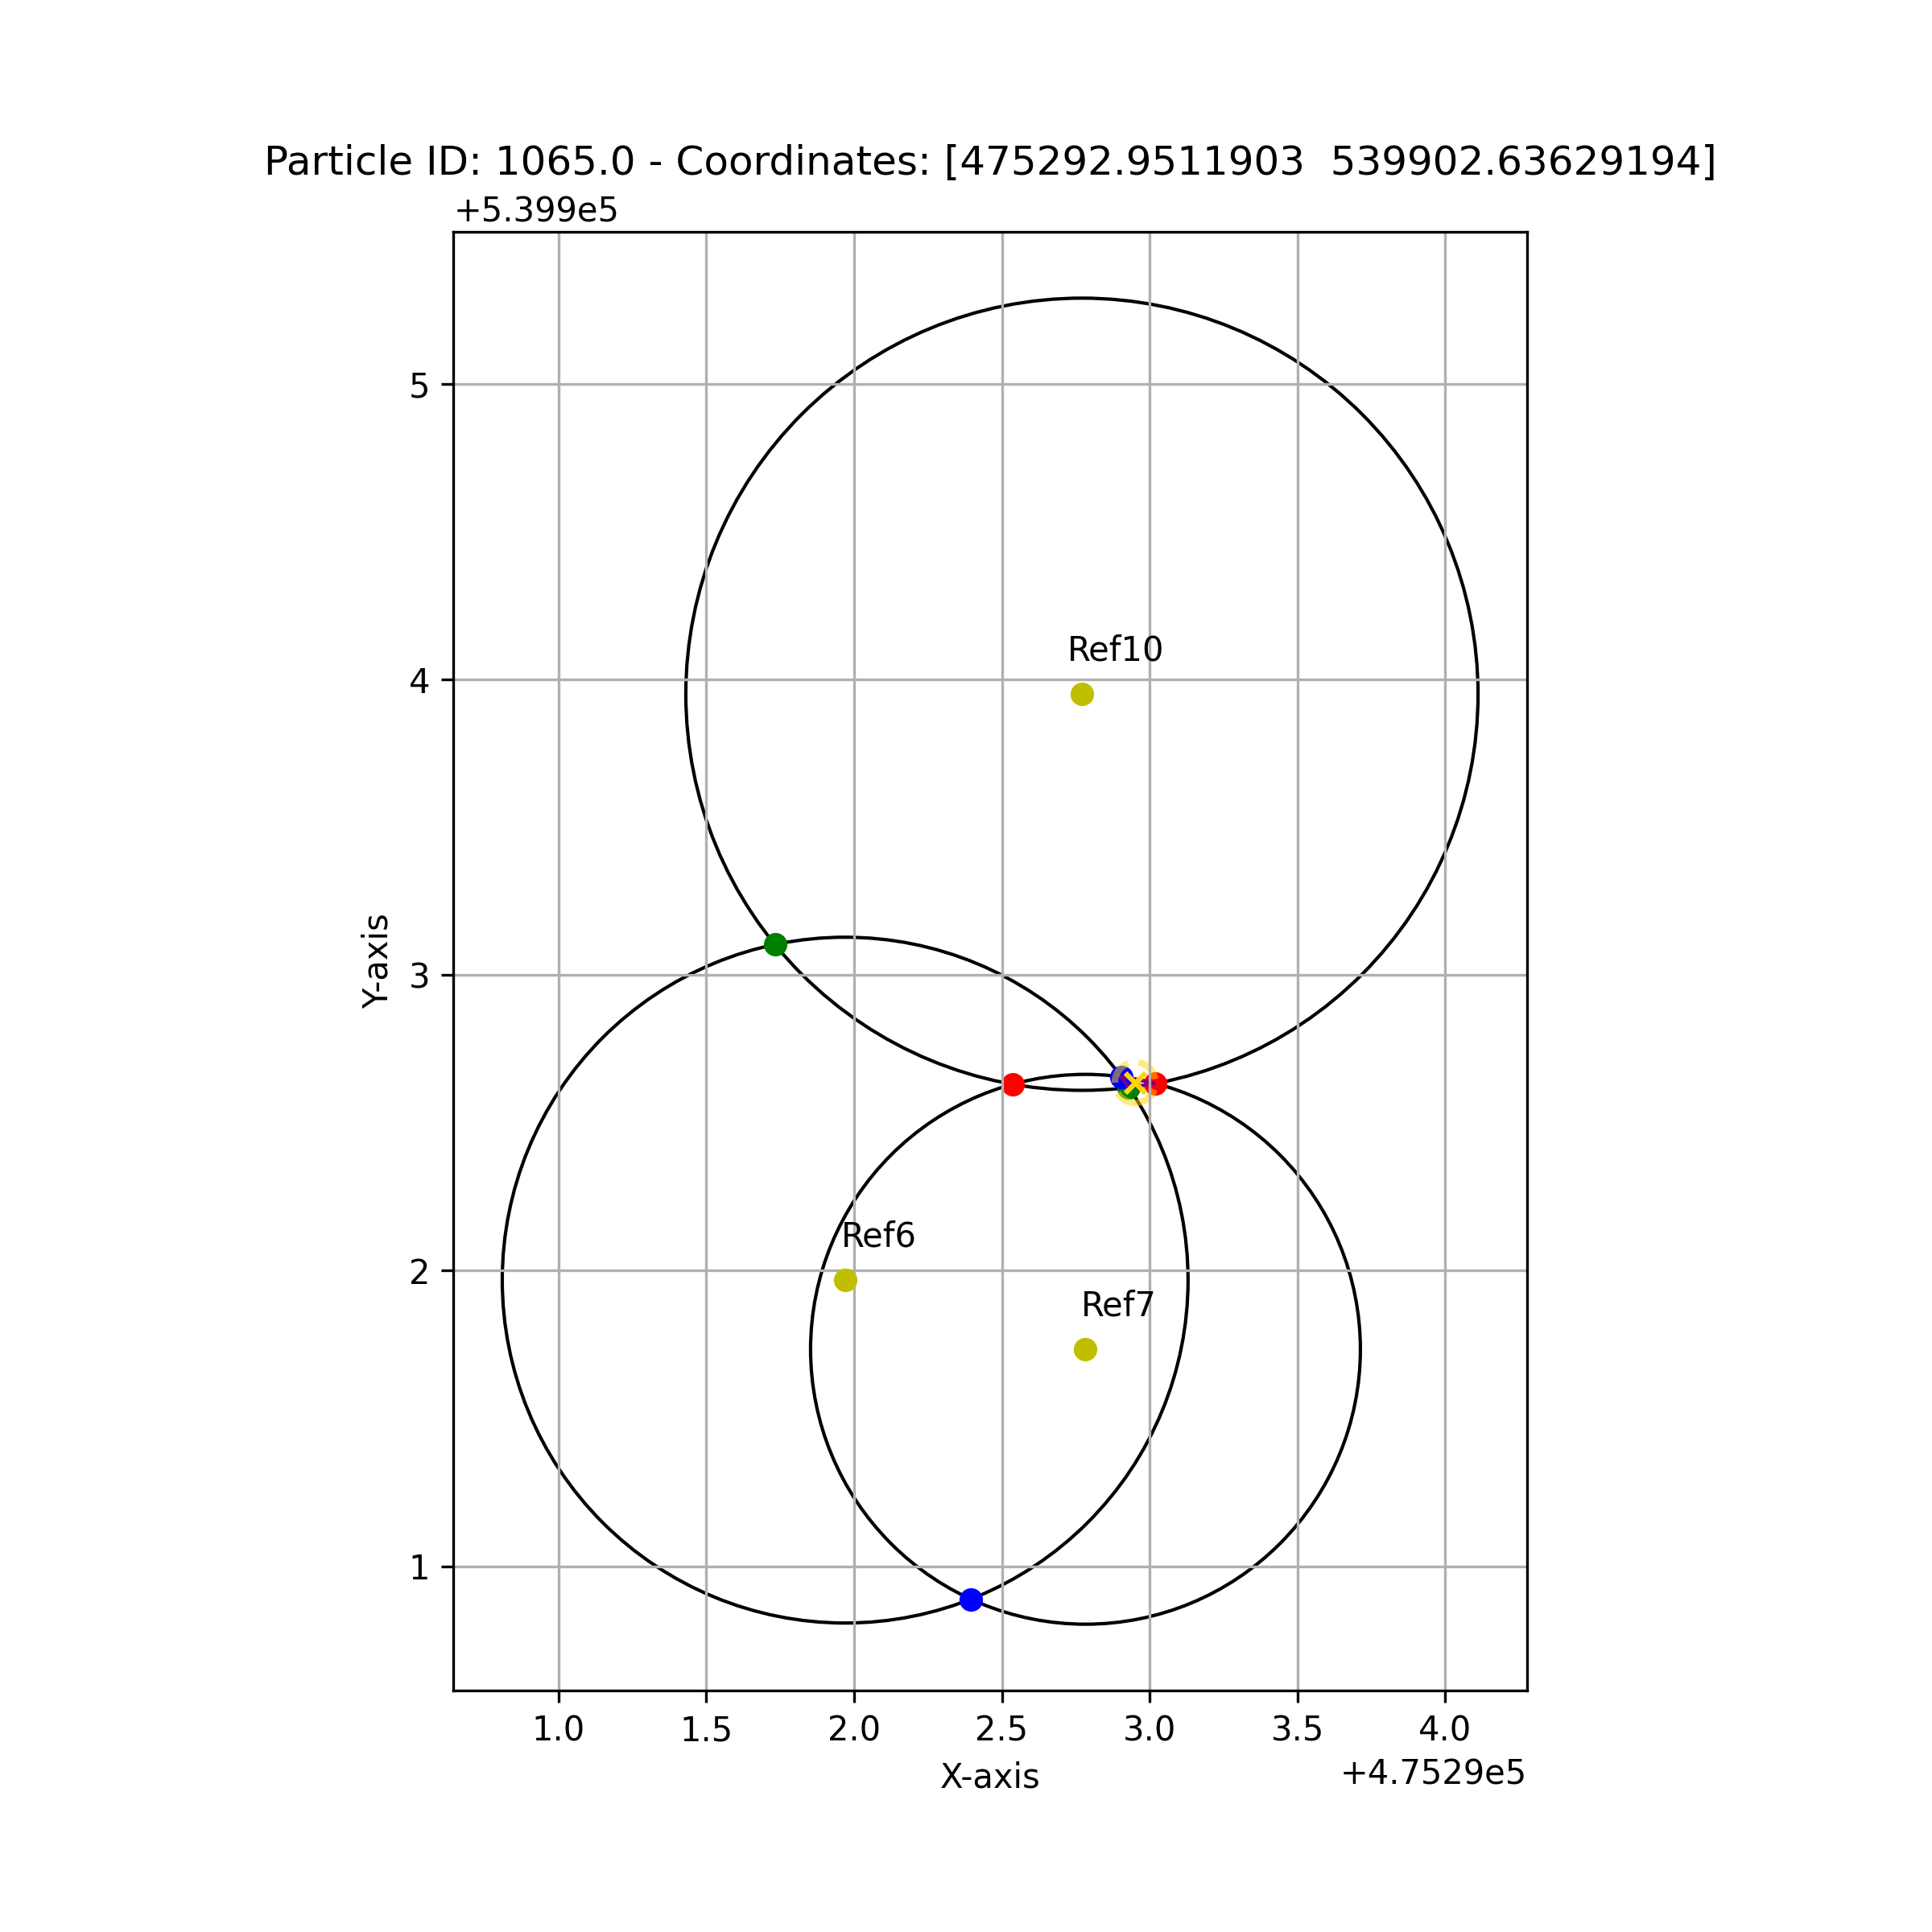 Particle ID: 1065.0 - Coordinates: [475292.9511903  539902.63629194]
+5.399e5
5
Ref10
4
Y-axis
3
Ref6
2
Ref7
1
1.0 1.5 2.0 2.5 3.0 3.5 4.0
X-axis
+4.7529e5